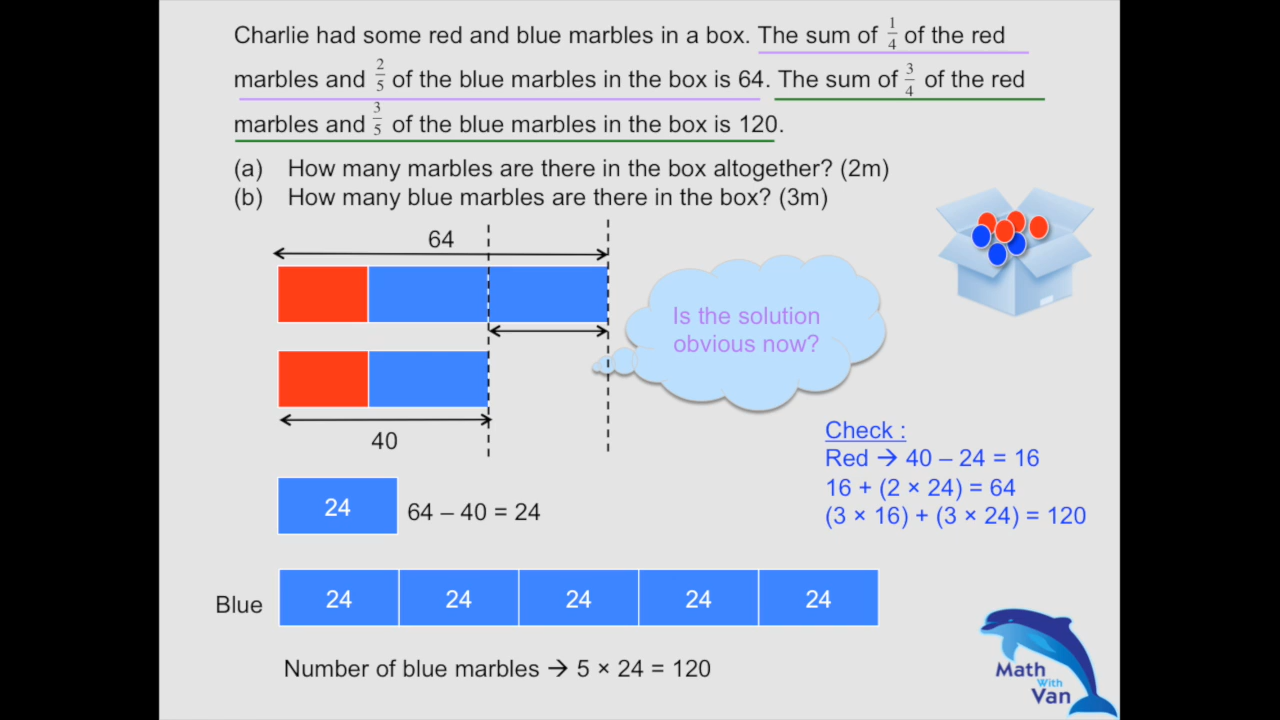 Charlie had some red and blue marbles in a box. The sum of 1/4 of the red
marbles and 2/5 of the blue marbles in the box is 64. The sum of 3/4 of the red
marbles and 3/5 of the blue marbles in the box is 120.
(a) How many marbles are there in the box altogether? (2m)
(b) How many blue marbles are there in the box? (3m)
64
Is the solution
obvious now?
40
Check :
Red → 40 – 24 = 16
16 + (2 × 24) = 64
(3 × 16) + (3 × 24) = 120
24 64 – 40 = 24
Blue 24 24 24 24 24
Number of blue marbles → 5 × 24 = 120
Math
With
Van